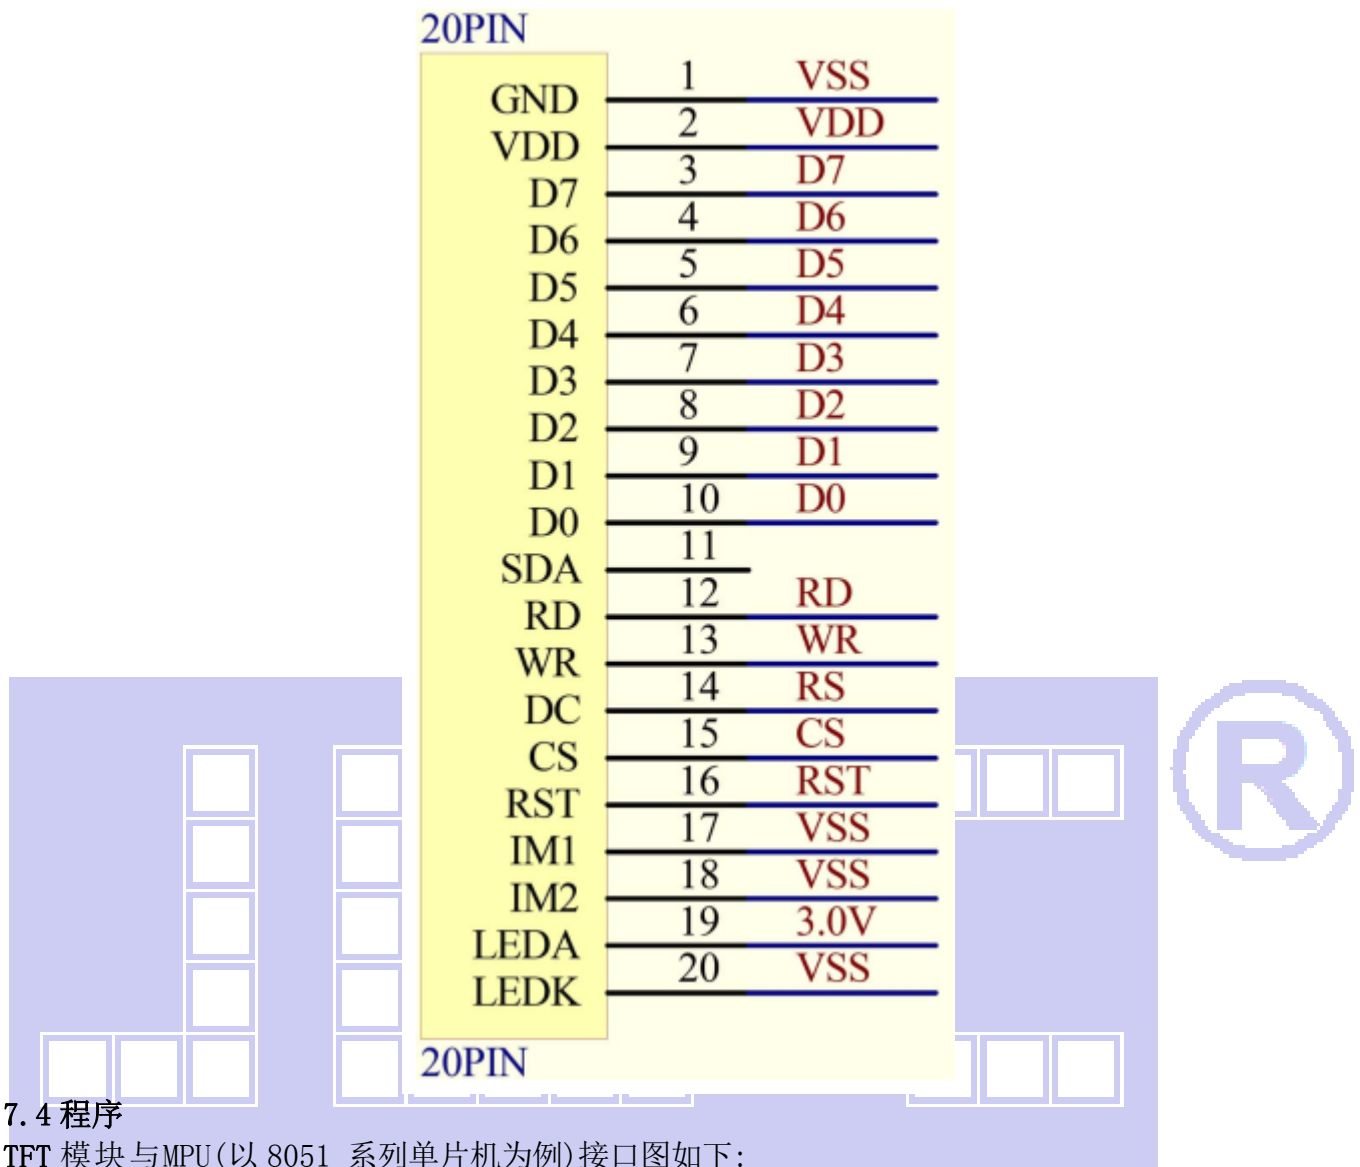 20PIN
1 VSS
GND
2 VDD
VDD
3 D7
D7
4 D6
D6
5 D5
D5
6 D4
D4
7 D3
D3
8 D2
D2
9 D1
D1
10 D0
D0
11
SDA
12 RD
RD
13 WR
WR
14 RS
DC
15 CS
CS
16 RST
RST
17 VSS
IM1
18 VSS
IM2
19 3.0V
LEDA
20 VSS
LEDK
20PIN
®
7.4 程序
TFT 模块与MPU(以 8051 系列单片机为例)接口图如下: